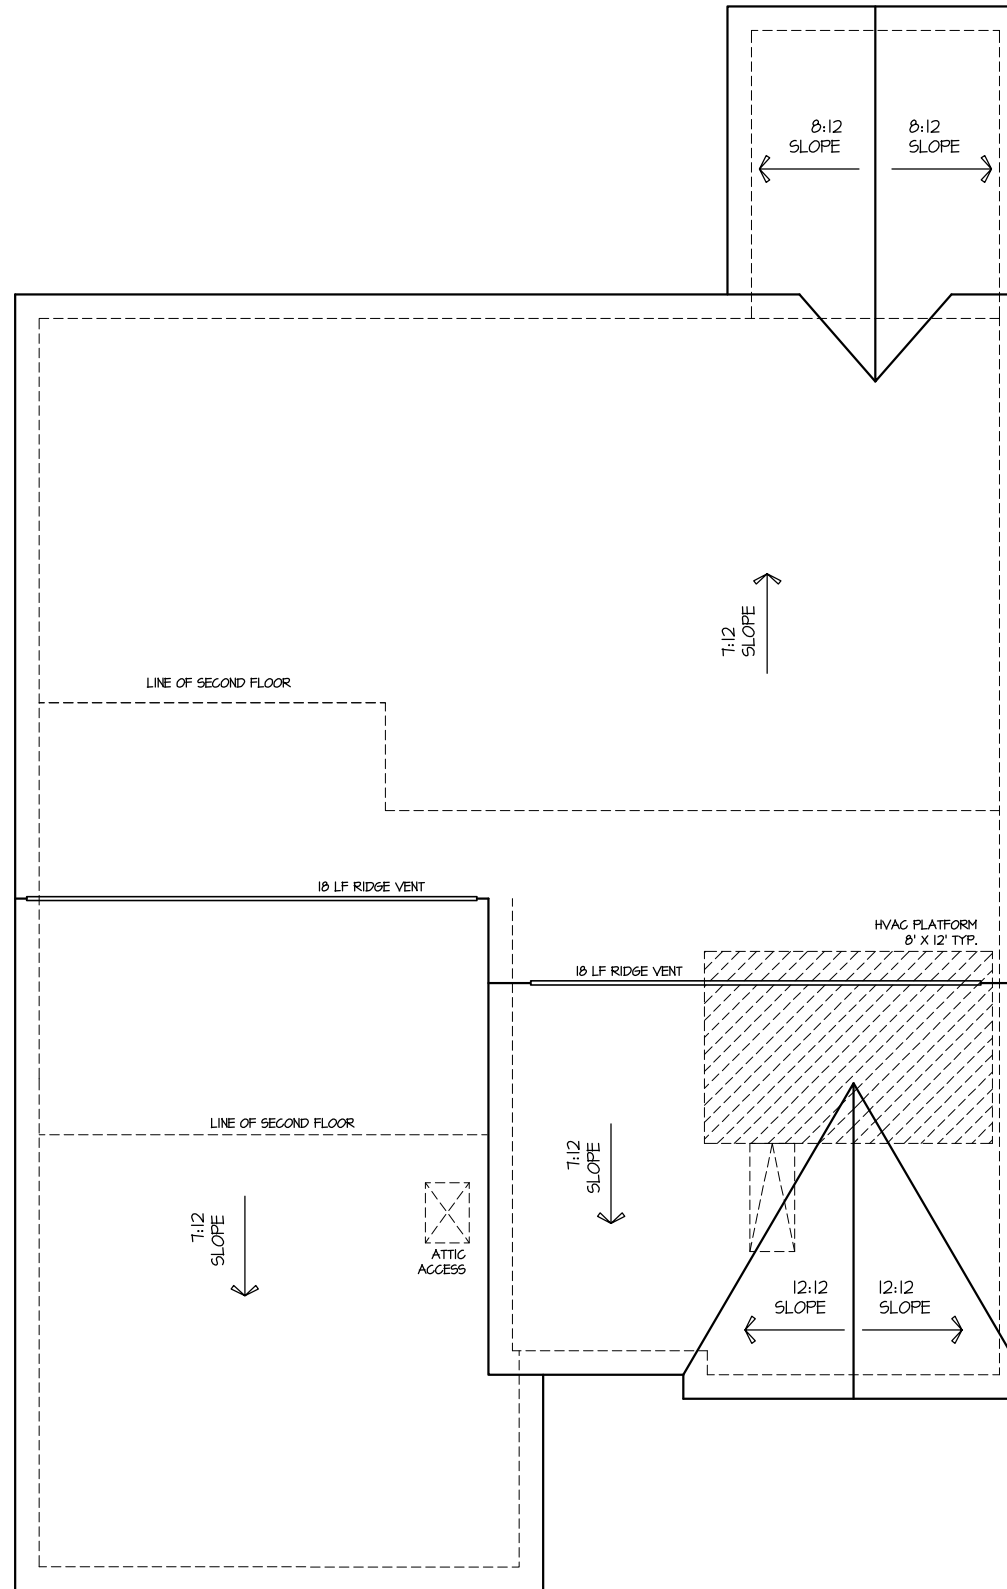 8:12
SLOPE
8:12
SLOPE
7:12
SLOPE
LINE OF SECOND FLOOR
18 LF RIDGE VENT
HVAC PLATFORM
8' X 12' TYP.
18 LF RIDGE VENT
LINE OF SECOND FLOOR
7:12
SLOPE
7:12
SLOPE
ATTIC
ACCESS
12:12
SLOPE
12:12
SLOPE